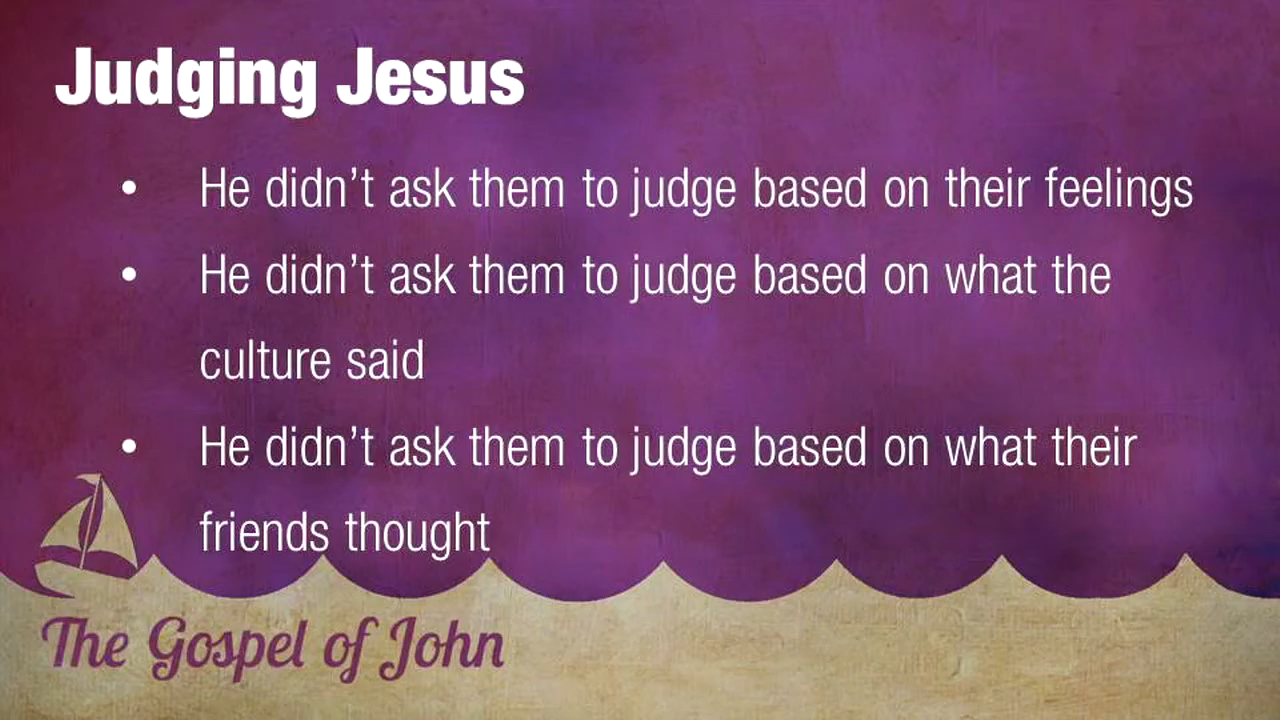 Judging Jesus
• He didn’t ask them to judge based on their feelings
• He didn’t ask them to judge based on what the
culture said
• He didn’t ask them to judge based on what their
friends thought
The Gospel of John